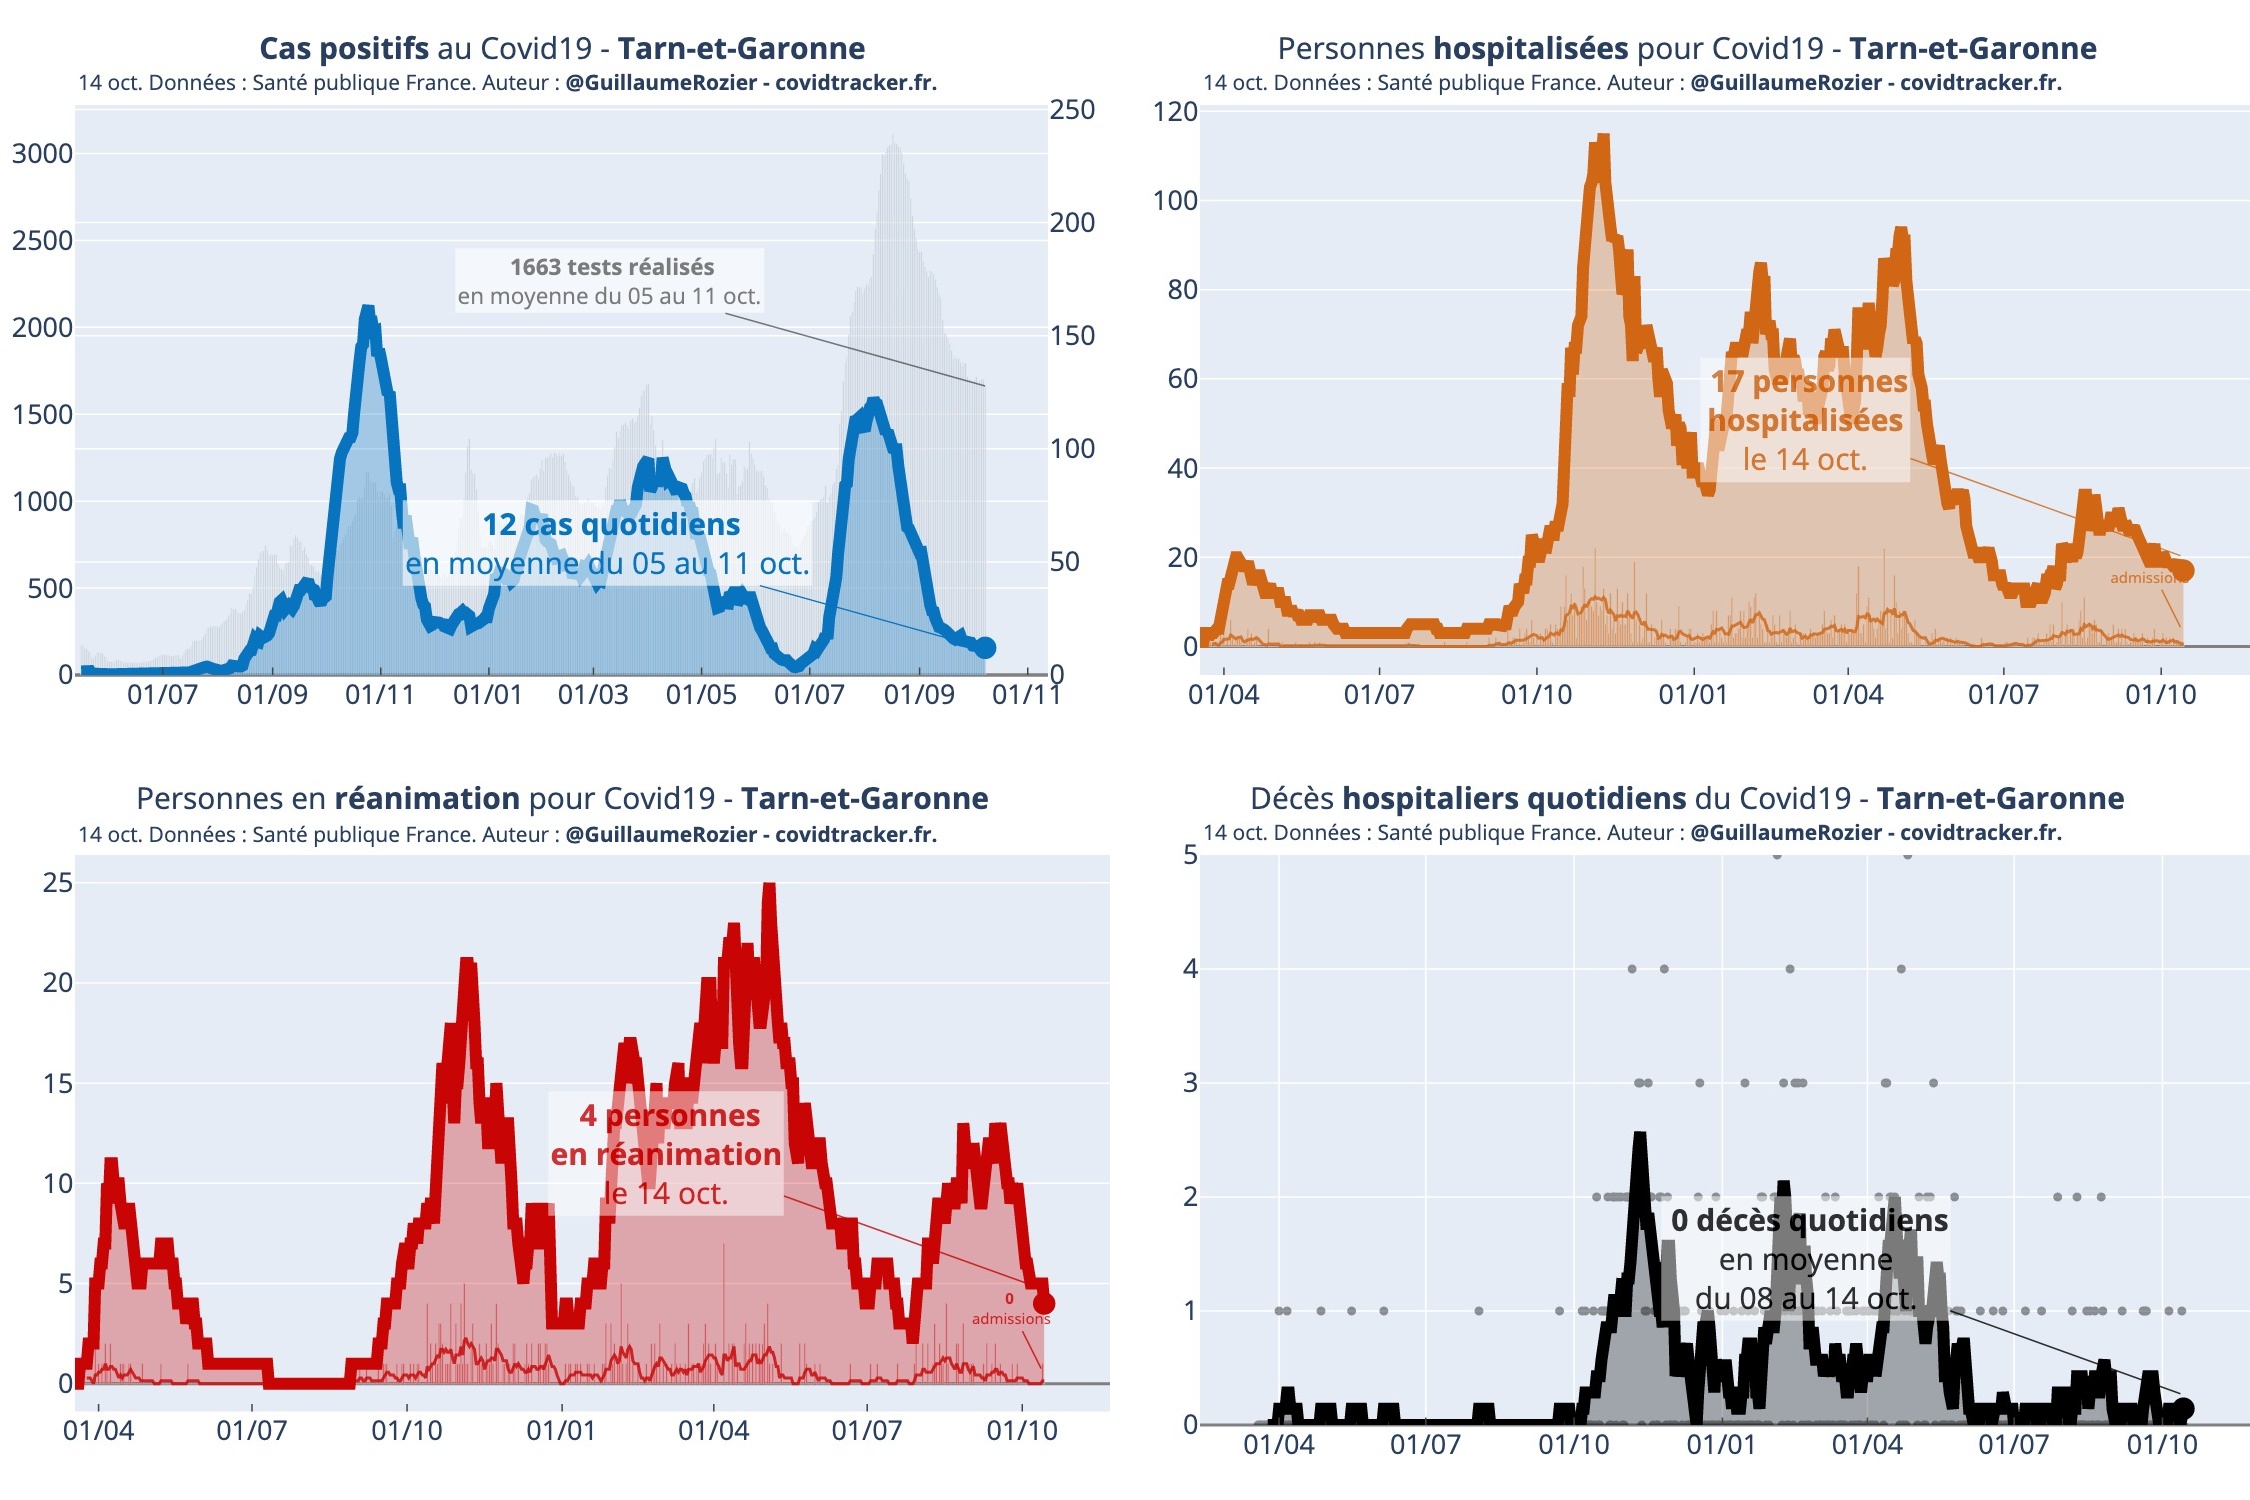 Cas positifs au Covid19 - Tarn-et-Garonne
14 oct. Données : Santé publique France. Auteur : @GuillaumeRozier - covidtracker.fr.
250
3000
200
2500
1663 tests réalisés
en moyenne du 05 au 11 oct.
2000
150
1500
100
1000
12 cas quotidiens
en moyenne du 05 au 11 oct.
50
500
0
0
01/07
01/09
01/11
01/01
01/03
01/05
01/07
01/09
01/11
Personnes hospitalisées pour Covid19 - Tarn-et-Garonne
14 oct. Données : Santé publique France. Auteur : @GuillaumeRozier - covidtracker.fr.
120
100
80
60
17 personnes
hospitalisées
le 14 oct.
40
20
admissions
0
01/04
01/07
01/10
01/01
01/04
01/07
01/10
Personnes en réanimation pour Covid19 - Tarn-et-Garonne
14 oct. Données : Santé publique France. Auteur : @GuillaumeRozier - covidtracker.fr.
25
20
15
4 personnes
en réanimation
le 14 oct.
10
5
0
admissions
0
01/04
01/07
01/10
01/01
01/04
01/07
01/10
Décès hospitaliers quotidiens du Covid19 - Tarn-et-Garonne
14 oct. Données : Santé publique France. Auteur : @GuillaumeRozier - covidtracker.fr.
5
4
3
2
0 décès quotidiens
en moyenne
du 08 au 14 oct.
1
0
01/04
01/07
01/10
01/01
01/04
01/07
01/10